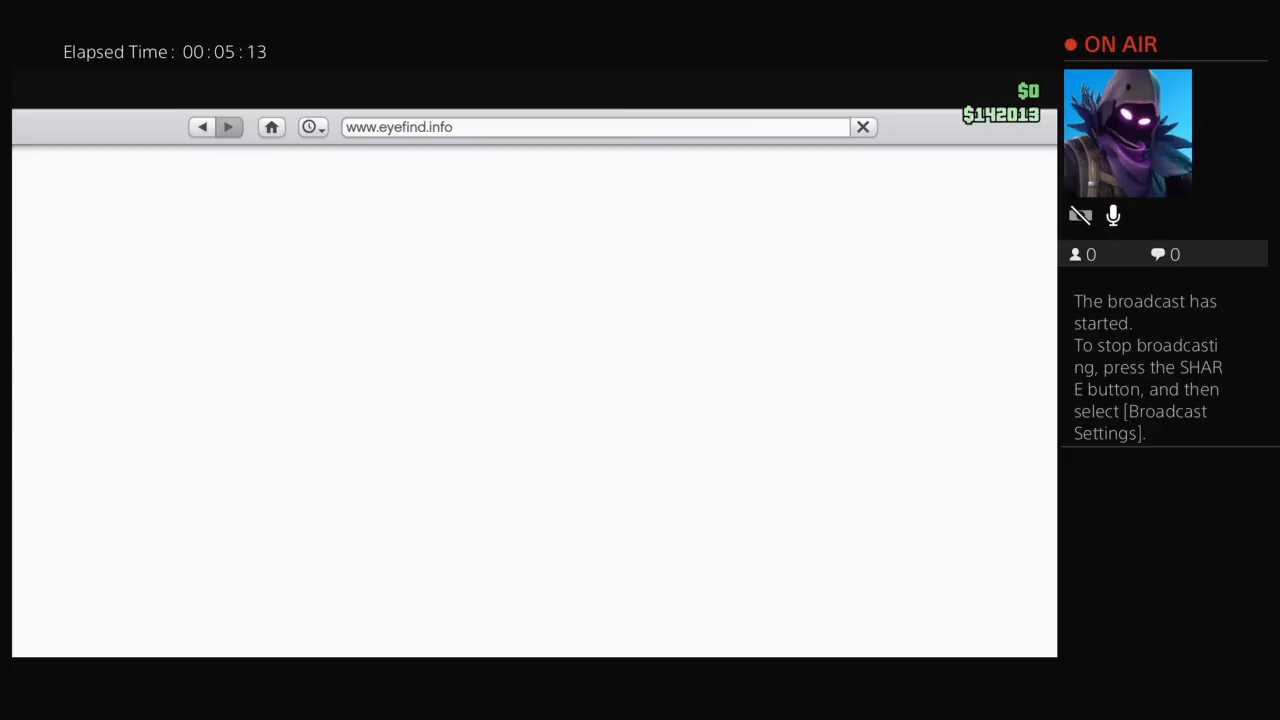 Elapsed Time: 00:05:13
ON AIR
$0
$142013
www.eyefind.info
0 0
The broadcast has
started.
To stop broadcasti
ng, press the SHAR
E button, and then
select [Broadcast
Settings].